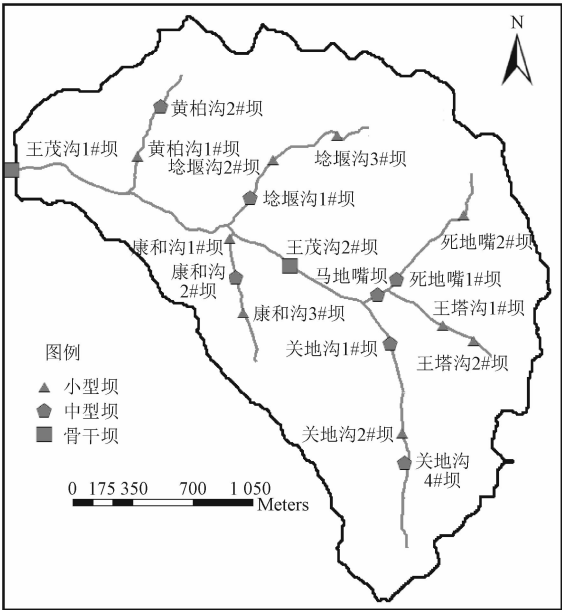 N
黄柏沟2#坝
王茂沟1#坝
黄柏沟1#坝
埝堰沟2#坝
埝堰沟3#坝
埝堰沟1#坝
康和沟1#坝
王茂沟2#坝
死地嘴2#坝
康和沟
2#坝
马地嘴坝
死地嘴1#坝
康和沟3#坝
王塔沟1#坝
关地沟1#坝
王塔沟2#坝
图例
小型坝
中型坝
骨干坝
关地沟2#坝
关地沟
4#坝
0 175 350 700 1 050
Meters